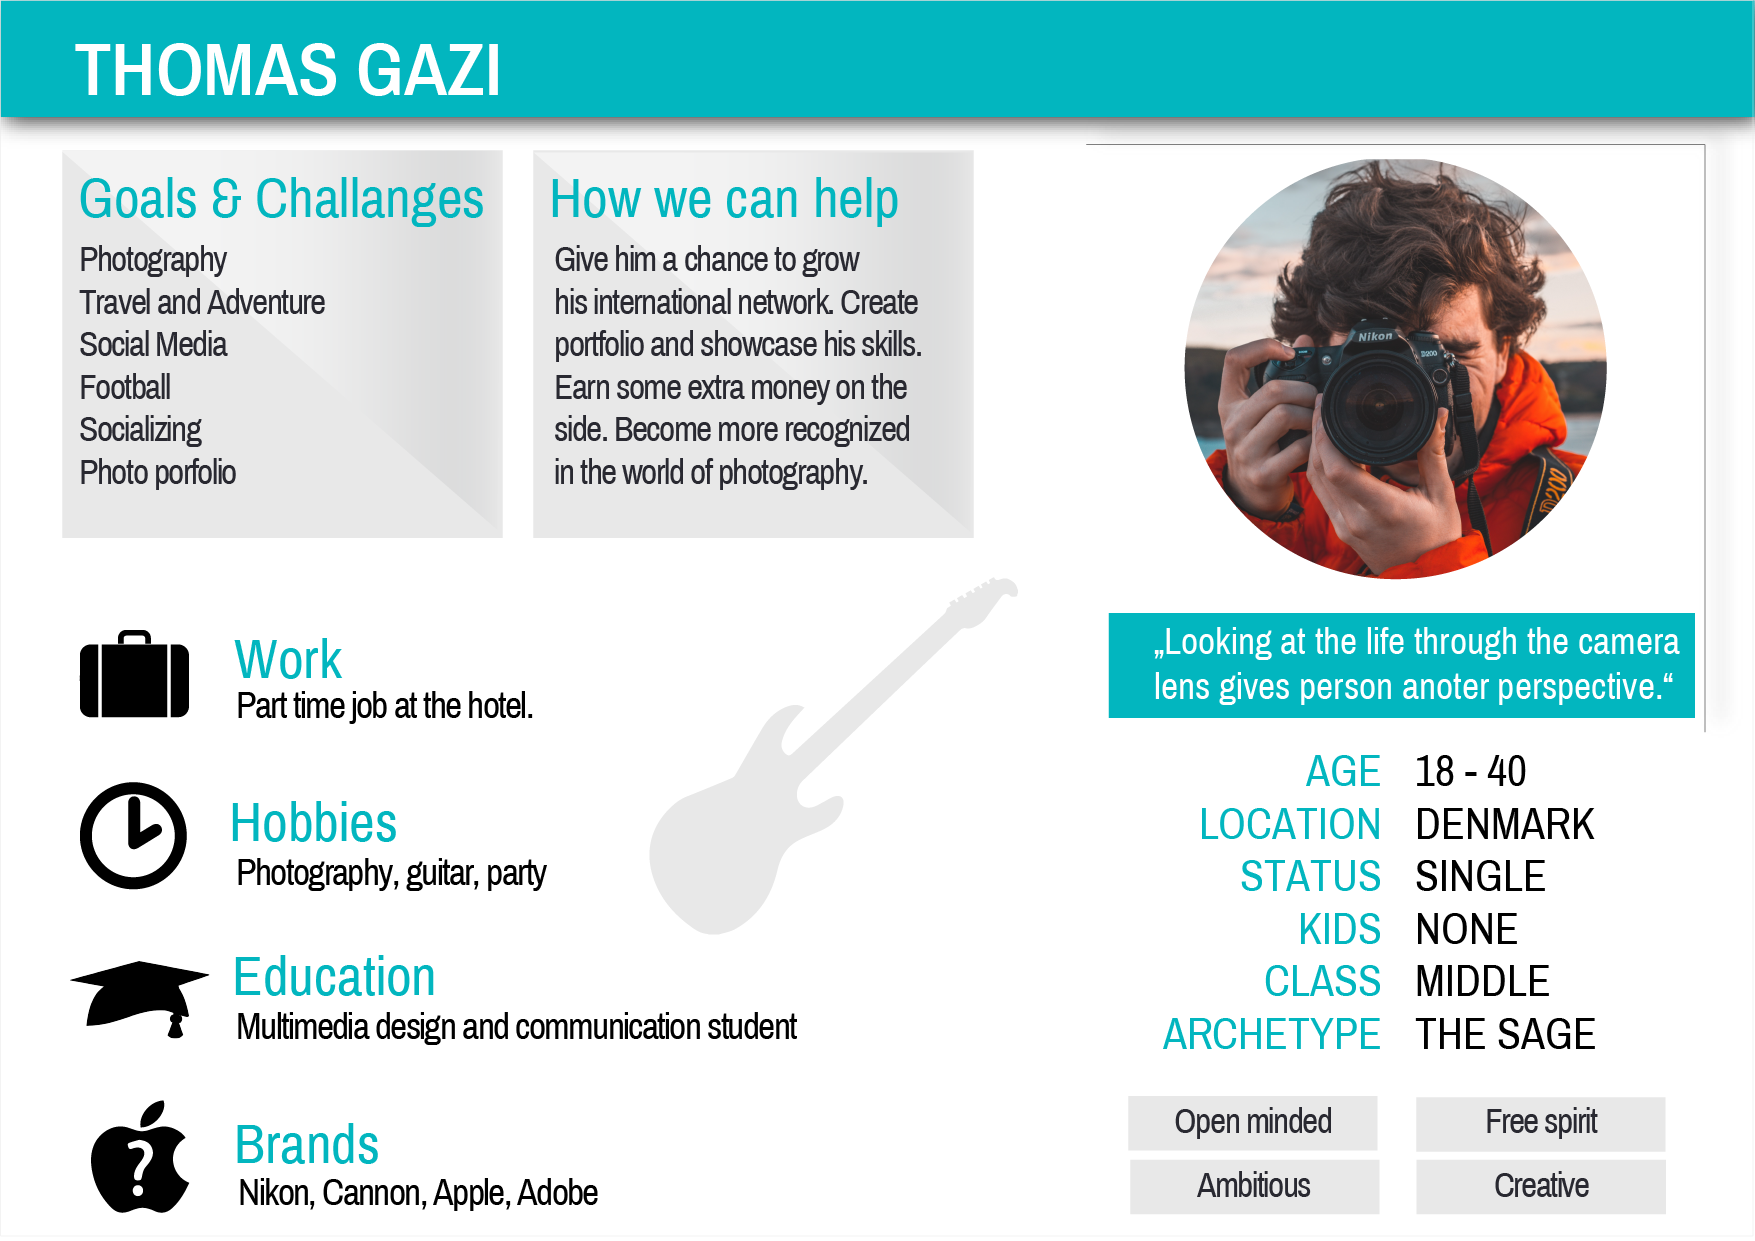 THOMAS GAZI
Goals & Challanges
Photography
Travel and Adventure
Social Media
Football
Socializing
Photo porfolio
How we can help
Give him a chance to grow
his international network. Create
portfolio and showcase his skills.
Earn some extra money on the
side. Become more recognized
in the world of photography.
Nikon
D200
D200
„Looking at the life through the camera
lens gives person anoter perspective.“
Work
Part time job at the hotel.
Hobbies
Photography, guitar, party
Education
Multimedia design and communication student
?
Brands
Nikon, Cannon, Apple, Adobe
AGE 18 - 40
LOCATION DENMARK
STATUS SINGLE
KIDS NONE
CLASS MIDDLE
ARCHETYPE THE SAGE
Open minded Free spirit
Ambitious Creative